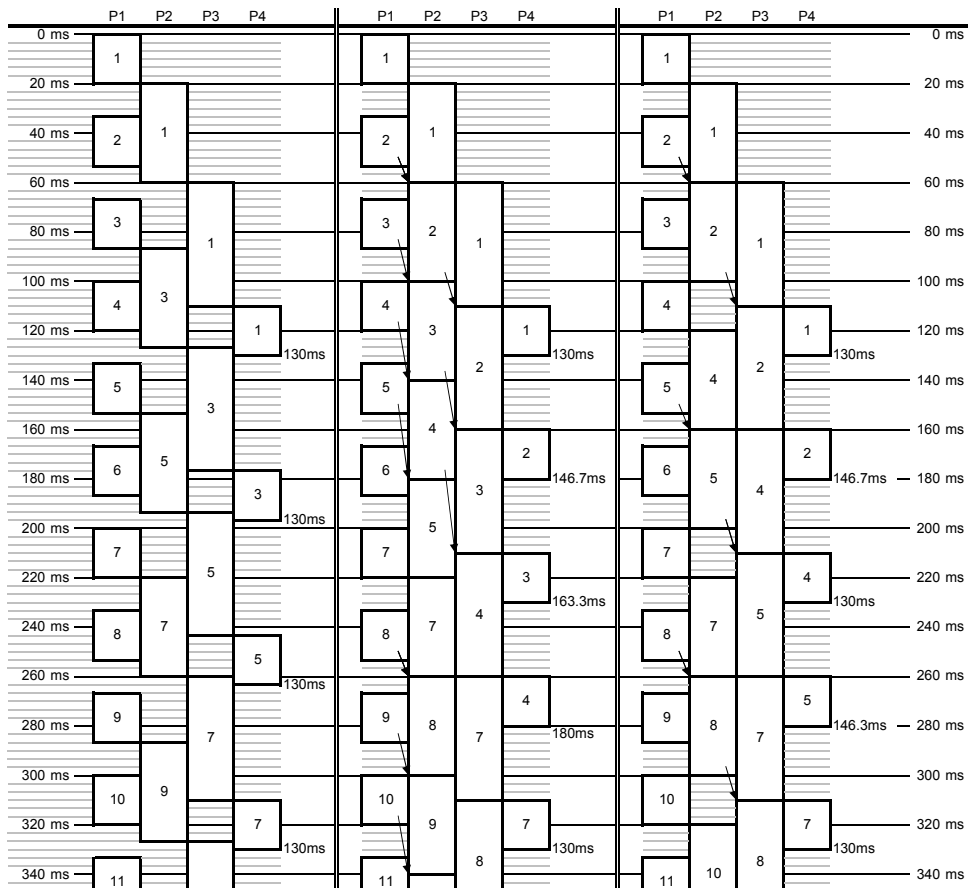 P1 P2 P3 P4 P1 P2 P3 P4 P1 P2 P3 P4
0 ms 0 ms
1 1 1
20 ms 20 ms
40 ms 1 1 1 40 ms
2 2 2
60 ms 60 ms
3 3 3
80 ms 2 2 80 ms
1 1 1
100 ms 100 ms
3
4 4 4
120 ms 1 3 1 1 120 ms
130ms 130ms 130ms
2 2
140 ms 4 140 ms
5 5 5
3
160 ms 4 160 ms
2 2
5
6 6 6
180 ms 5 146.7ms 146.7ms 180 ms
3 3 4
130ms
200 ms 5 200 ms
7 7 7
220 ms 5 3 4 220 ms
163.3ms 130ms
4 5
240 ms 7 7 7 240 ms
8 8 8
5
130ms
260 ms 260 ms
4 5
9 9 9
280 ms 8 180ms 8 146.3ms 280 ms
7 7 7
300 ms 9 300 ms
10 10 10
320 ms 7 9 7 7 320 ms
130ms 130ms 130ms
8 8
340 ms 10 340 ms
11 11 11